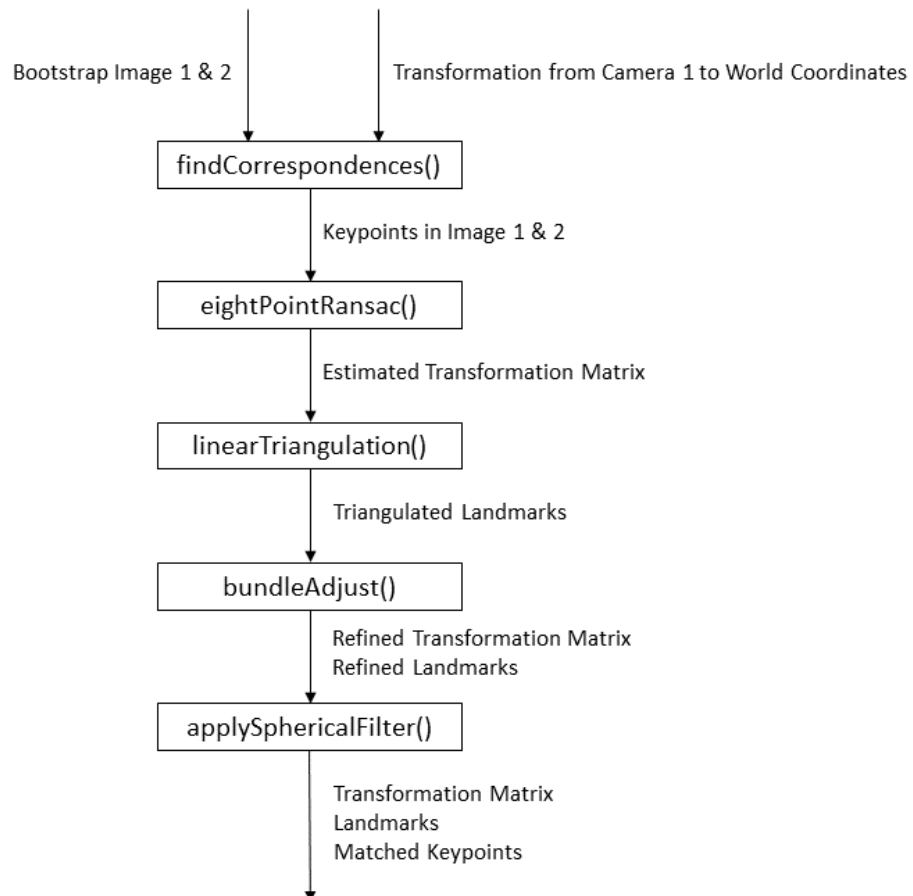 Bootstrap Image 1 & 2
Transformation from Camera 1 to World Coordinates
findCorrespondences()
Keypoints in Image 1 & 2
eightPointRansac()
Estimated Transformation Matrix
linearTriangulation()
Triangulated Landmarks
bundleAdjust()
Refined Transformation Matrix
Refined Landmarks
applySphericalFilter()
Transformation Matrix
Landmarks
Matched Keypoints